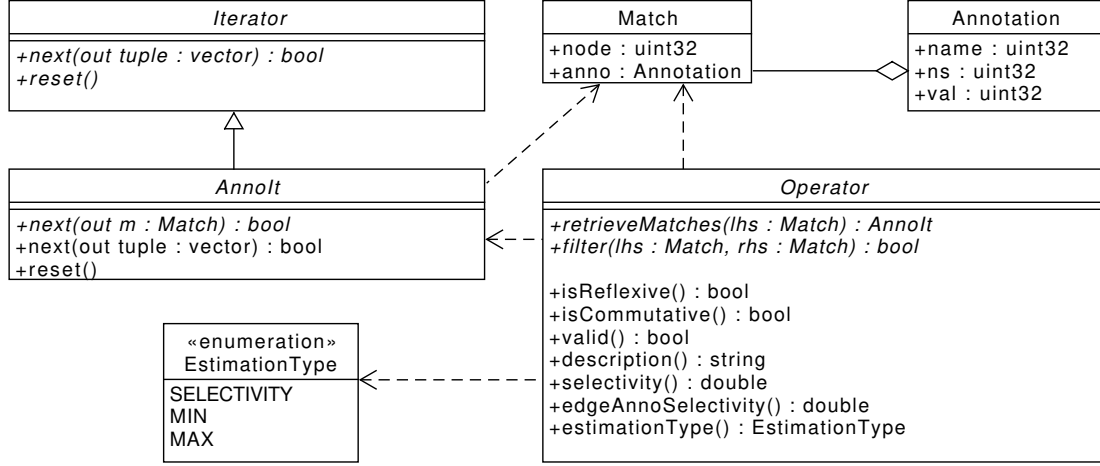 Iterator
+next(out tuple : vector) : bool
+reset()
Match
+node : uint32
+anno : Annotation
Annotation
+name : uint32
+ns : uint32
+val : uint32
AnnoIt
+next(out m : Match) : bool
+next(out tuple : vector) : bool
+reset()
Operator
+retrieveMatches(lhs : Match) : AnnoIt
+filter(lhs : Match, rhs : Match) : bool
+isReflexive() : bool
+isCommutative() : bool
+valid() : bool
+description() : string
+selectivity() : double
+edgeAnnoSelectivity() : double
+estimationType() : EstimationType
«enumeration»
EstimationType
SELECTIVITY
MIN
MAX